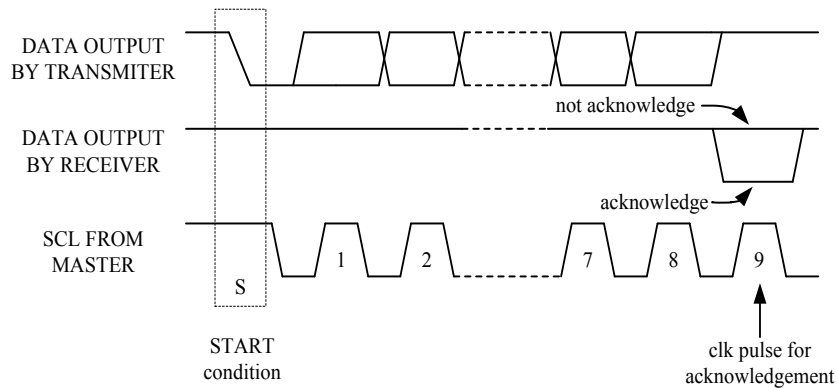 DATA OUTPUT
BY TRANSMITER
not acknowledge
DATA OUTPUT
BY RECEIVER
acknowledge
SCL FROM
MASTER
1
2
7
8
9
S
START
condition
clk pulse for
acknowledgement